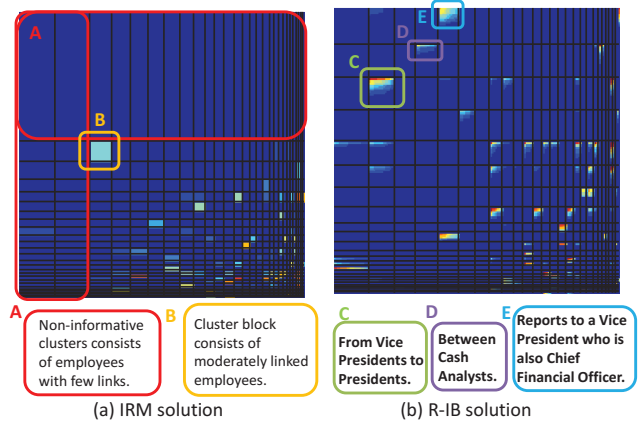 A
B
E
D
C
A
Non-informative
clusters consists
of employees
with few links.
B
Cluster block
consists of
moderately linked
employees.
C
From Vice
Presidents to
Presidents.
D
Between
Cash
Analysts.
E
Reports to a Vice
President who is
also Chief
Financial Officer.
(a) IRM solution
(b) R-IB solution